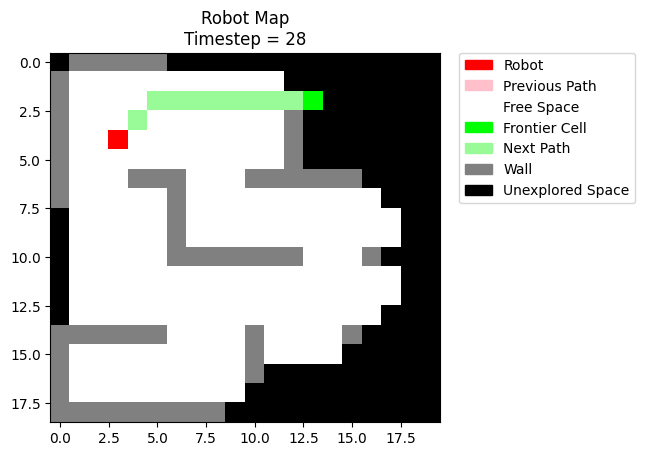 Robot Map
Timestep = 28
0.0
2.5
5.0
7.5
10.0
12.5
15.0
17.5
0.0
2.5
5.0
7.5
10.0
12.5
15.0
17.5
Robot
Previous Path
Free Space
Frontier Cell
Next Path
Wall
Unexplored Space